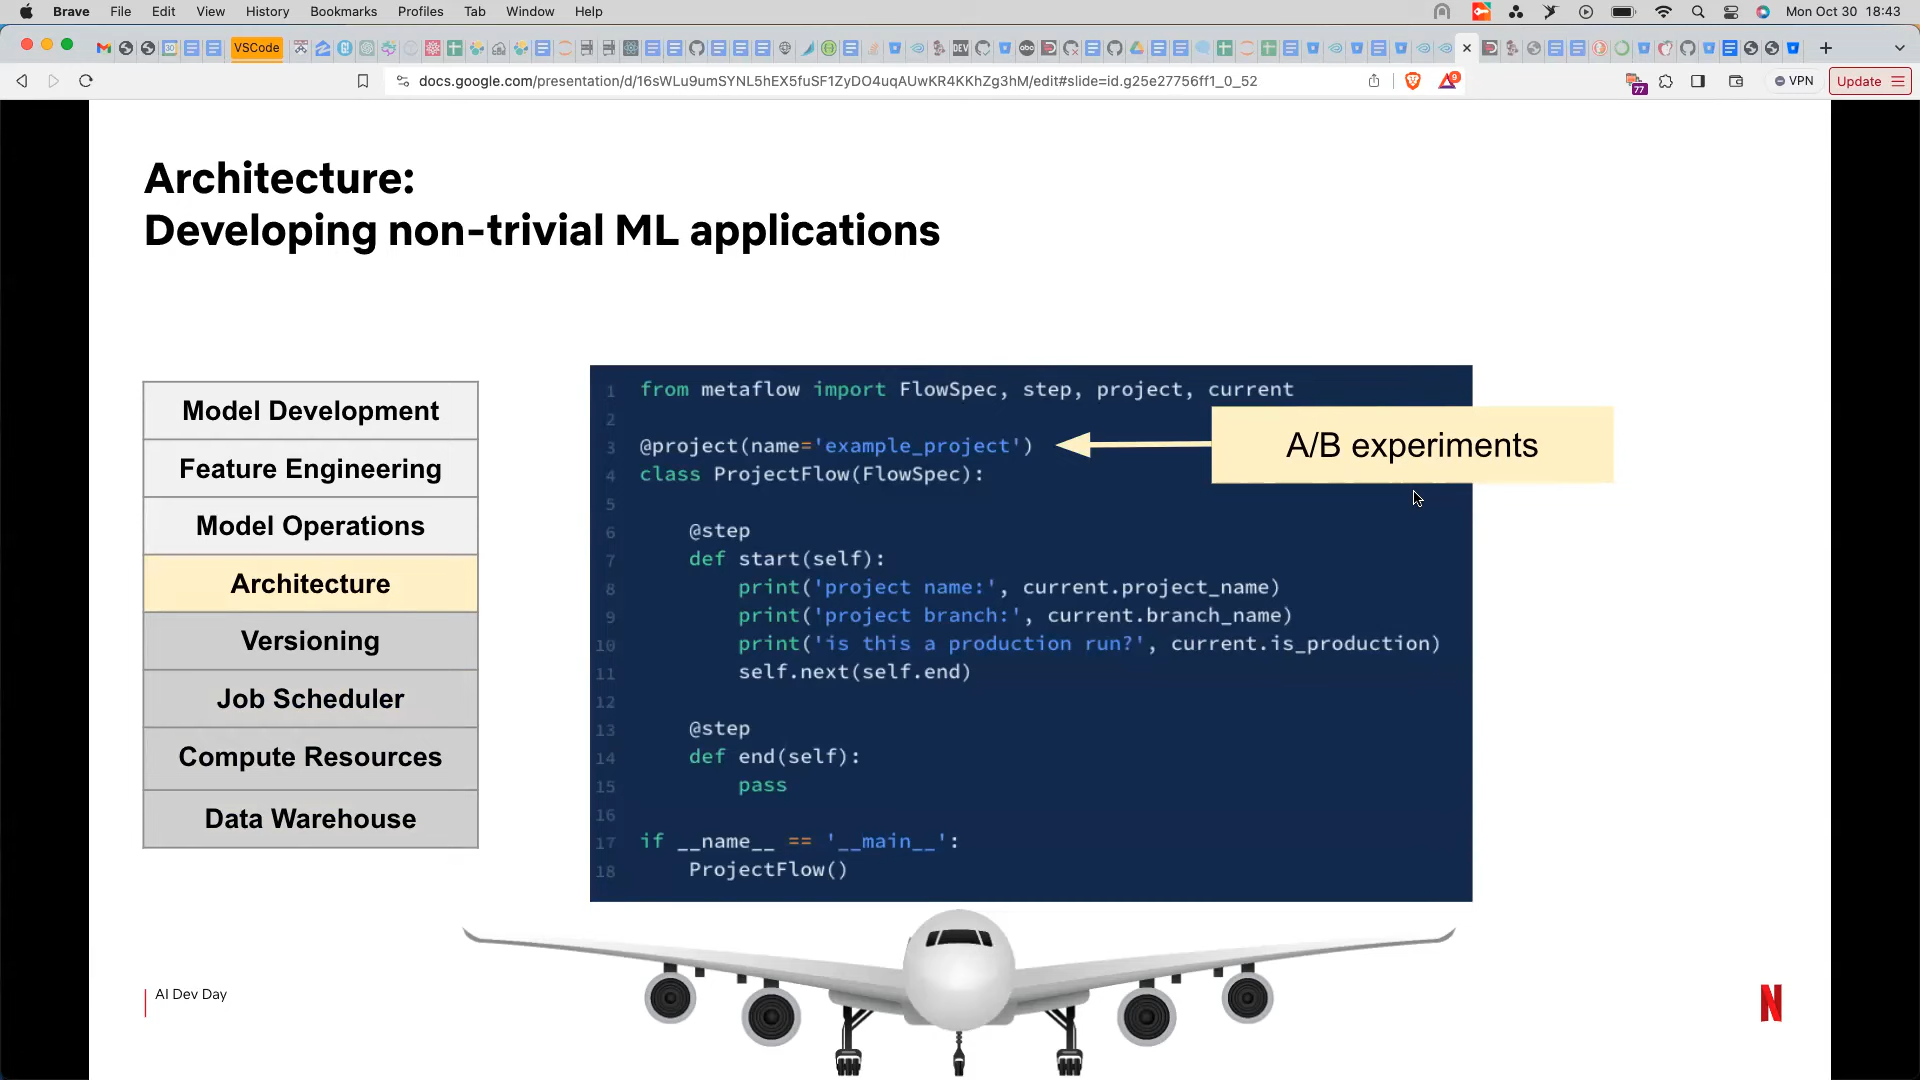 Brave File Edit View History Bookmarks Profiles Tab Window Help Mon Oct 30 18:43
VSCode DEV abc
docs.google.com/presentation/d/16sWLu9umSYNL5hEX5fuSF1ZyDO4uqAUwKR4KKhZg3hM/edit#slide=id.g25e27756ff1_0_52 9 77 VPN Update
Architecture:
Developing non-trivial ML applications
Model Development
Feature Engineering
Model Operations
Architecture
Versioning
Job Scheduler
Compute Resources
Data Warehouse
1 from metaflow import FlowSpec, step, project, current
2
3 @project(name='example_project')
4 class ProjectFlow(FlowSpec):
5
6 @step
7 def start(self):
8 print('project name:', current.project_name)
9 print('project branch:', current.branch_name)
10 print('is this a production run?', current.is_production)
11 self.next(self.end)
12
13 @step
14 def end(self):
15 pass
16
17 if __name__ == '__main__':
18 ProjectFlow()
A/B experiments
AI Dev Day
N